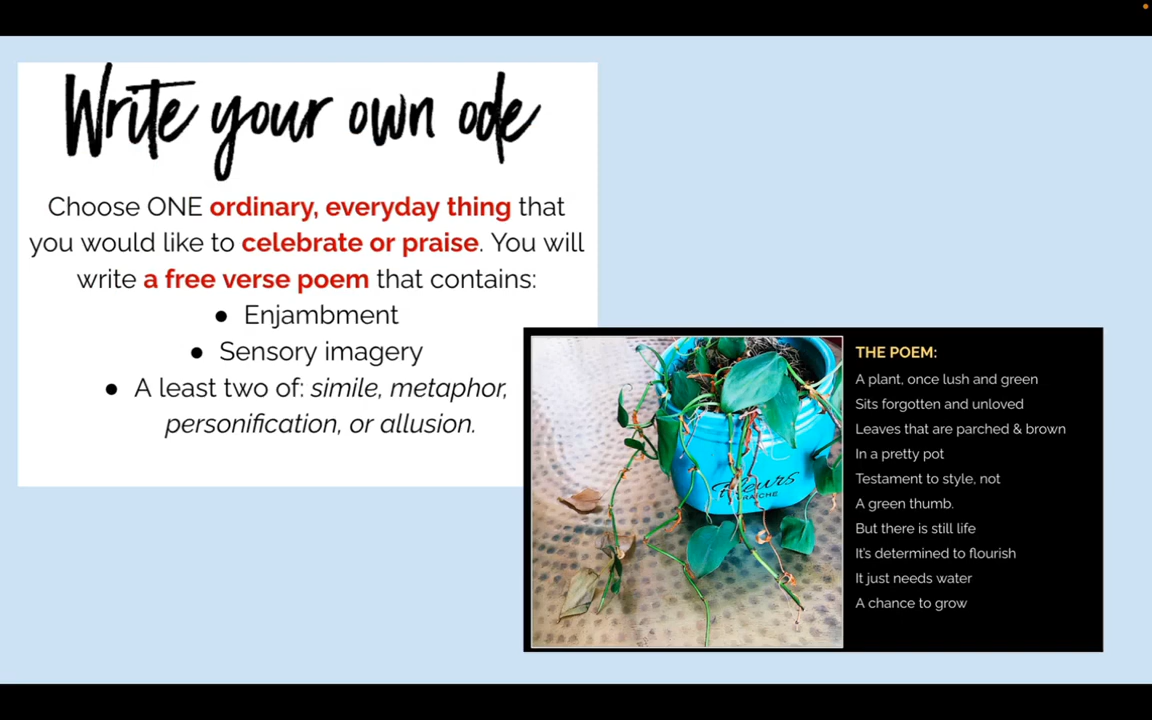 Write your own ode
Choose ONE ordinary, everyday thing that
you would like to celebrate or praise. You will
write a free verse poem that contains:
● Enjambment
● Sensory imagery
● A least two of: simile, metaphor,
personification, or allusion.
THE POEM:
A plant, once lush and green
Sits forgotten and unloved
Leaves that are parched & brown
In a pretty pot
Testament to style, not
A green thumb.
But there is still life
It's determined to flourish
It just needs water
A chance to grow
Fleurs